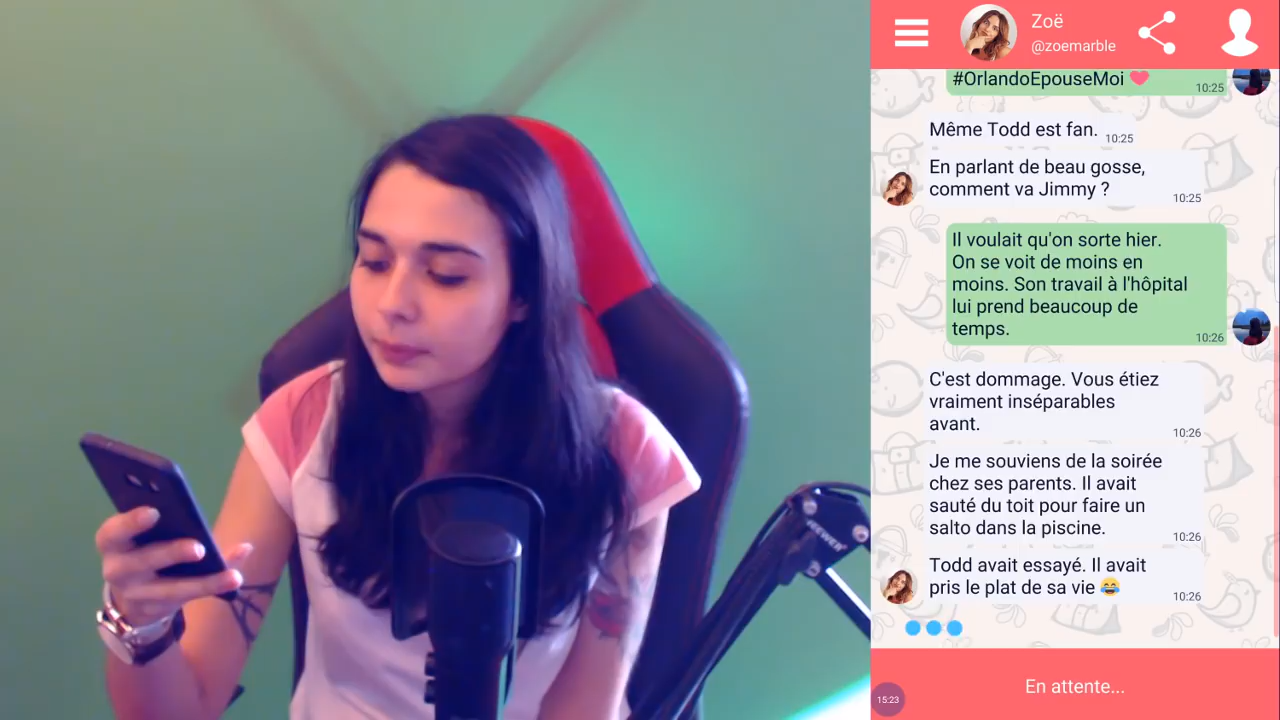 Zoë
@zoemarble
#OrlandoEpouseMoi ❤
10:25
Même Todd est fan.
10:25
En parlant de beau gosse,
comment va Jimmy ?
10:25
Il voulait qu'on sorte hier.
On se voit de moins en
moins. Son travail à l'hôpital
lui prend beaucoup de
temps.
10:26
C'est dommage. Vous étiez
vraiment inséparables
avant.
10:26
Je me souviens de la soirée
chez ses parents. Il avait
sauté du toit pour faire un
salto dans la piscine.
10:26
Todd avait essayé. Il avait
pris le plat de sa vie 😂
10:26
En attente...
15:23
NEEWER